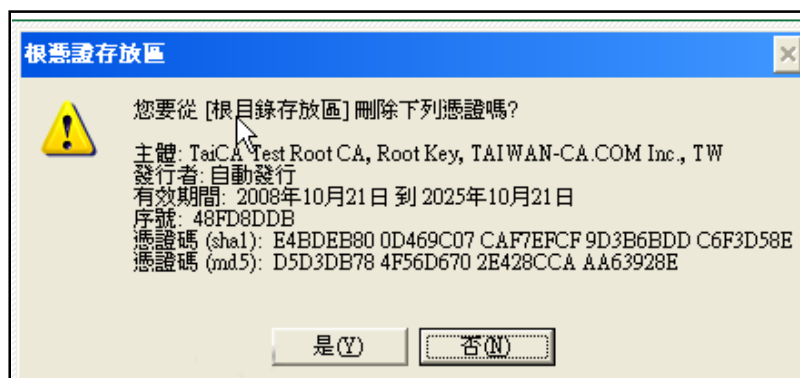 根憑證存放區
您要從 [根目錄存放區] 刪除下列憑證嗎?
主體: TaiCA Test Root CA, Root Key, TAIWAN-CA.COM Inc., TW
發行者: 自動發行
有效期間: 2008年10月21日 到 2025年10月21日
序號: 48FD8DDB
憑證碼 (sha1): E4BDEB80 0D469C07 CAF7EFCF 9D3B6BDD C6F3D58E
憑證碼 (md5): D5D3DB78 4F56D670 2E428CCA AA63928E
是(Y)
否(N)